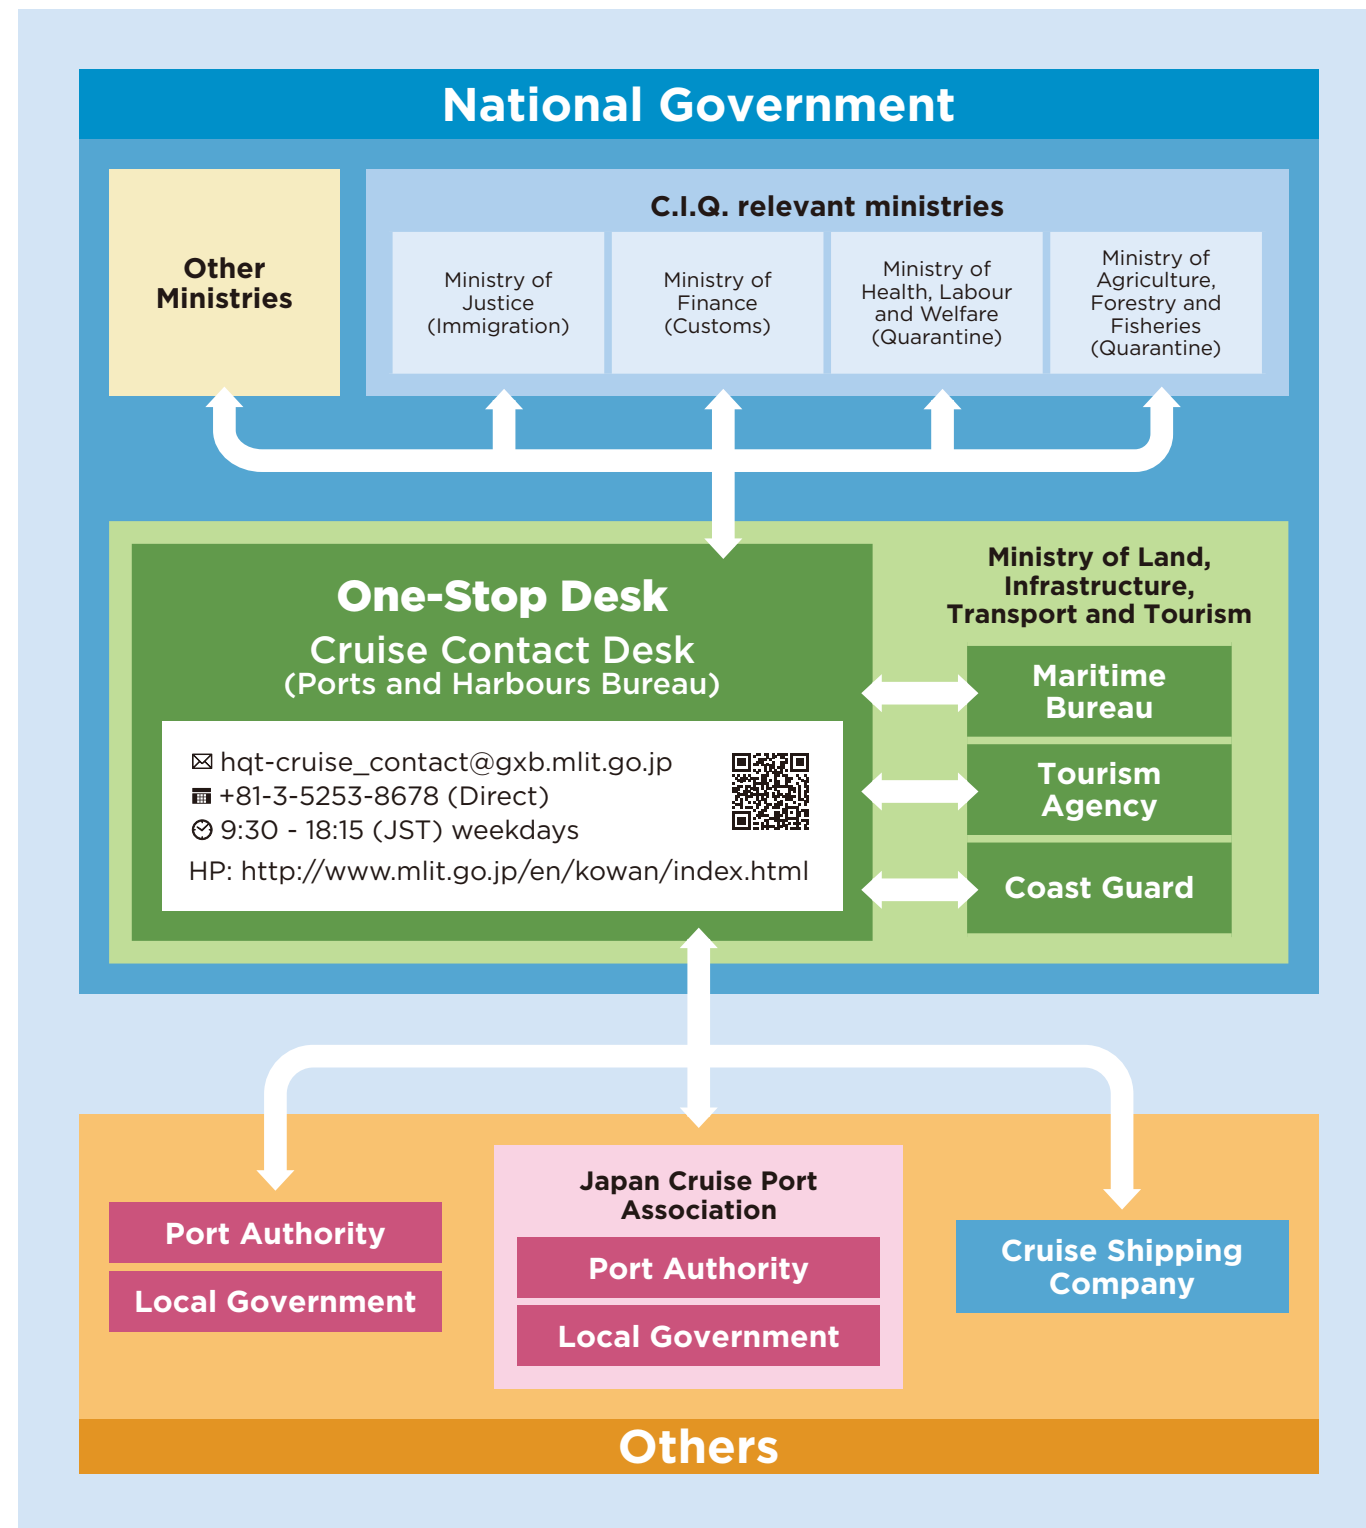 National Government
Other
Ministries
C.I.Q. relevant ministries
Ministry of
Justice
(Immigration)
Ministry of
Finance
(Customs)
Ministry of
Health, Labour
and Welfare
(Quarantine)
Ministry of
Agriculture,
Forestry and
Fisheries
(Quarantine)
One-Stop Desk
Cruise Contact Desk
(Ports and Harbours Bureau)
hqt-cruise_contact@gxb.mlit.go.jp
+81-3-5253-8678 (Direct)
9:30 - 18:15 (JST) weekdays
HP: http://www.mlit.go.jp/en/kowan/index.html
Ministry of Land,
Infrastructure,
Transport and Tourism
Maritime
Bureau
Tourism
Agency
Coast Guard
Port Authority
Local Government
Japan Cruise Port
Association
Port Authority
Local Government
Cruise Shipping
Company
Others